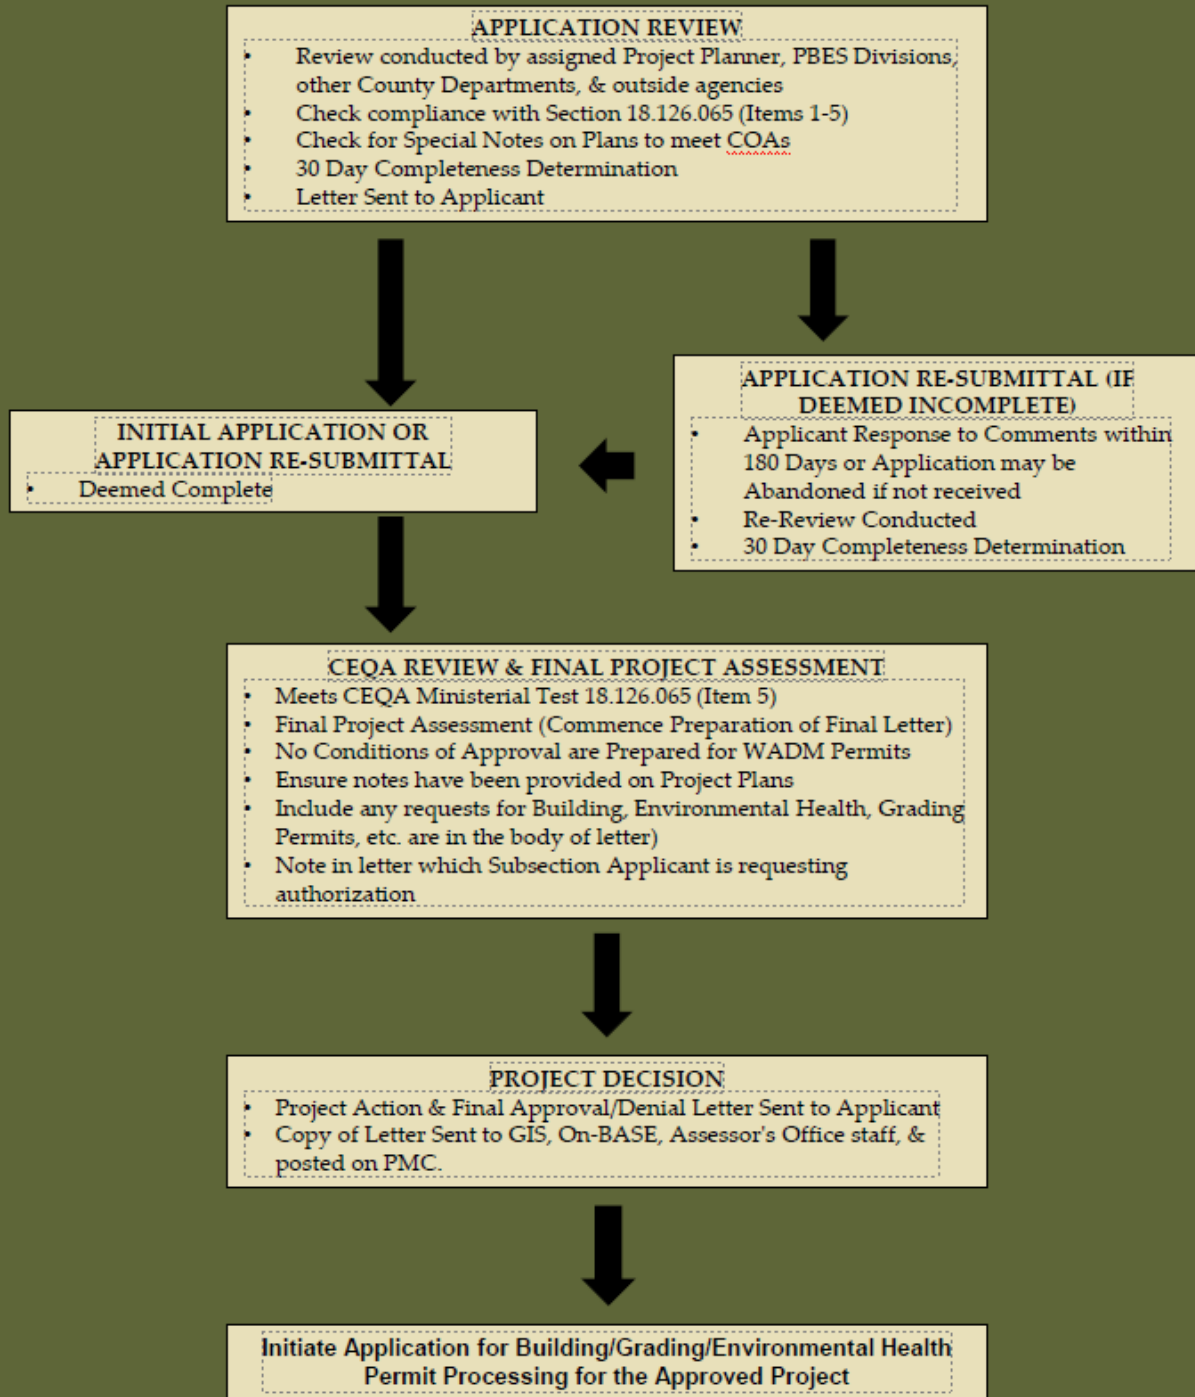 APPLICATION REVIEW
• Review conducted by assigned Project Planner, PBES Divisions,
other County Departments, & outside agencies
• Check compliance with Section 18.126.065 (Items 1-5)
• Check for Special Notes on Plans to meet COAs
• 30 Day Completeness Determination
• Letter Sent to Applicant
APPLICATION RE-SUBMITTAL (IF
DEEMED INCOMPLETE)
• Applicant Response to Comments within
180 Days or Application may be
Abandoned if not received
• Re-Review Conducted
• 30 Day Completeness Determination
INITIAL APPLICATION OR
APPLICATION RE-SUBMITTAL
• Deemed Complete
CEQA REVIEW & FINAL PROJECT ASSESSMENT
• Meets CEQA Ministerial Test 18.126.065 (Item 5)
• Final Project Assessment (Commence Preparation of Final Letter)
• No Conditions of Approval are Prepared for WADM Permits
• Ensure notes have been provided on Project Plans
• Include any requests for Building, Environmental Health, Grading
Permits, etc. are in the body of letter)
• Note in letter which Subsection Applicant is requesting
authorization
PROJECT DECISION
• Project Action & Final Approval/Denial Letter Sent to Applicant
• Copy of Letter Sent to GIS, On-BASE, Assessor's Office staff, &
posted on PMC.
Initiate Application for Building/Grading/Environmental Health
Permit Processing for the Approved Project